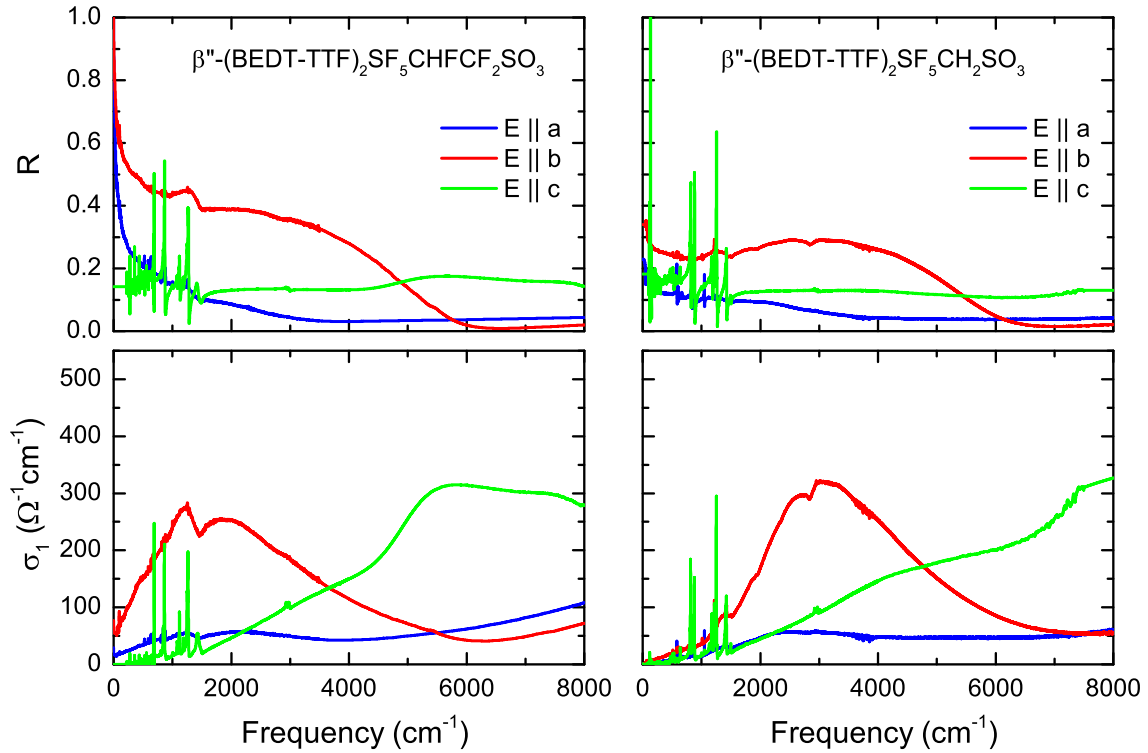 β"-(BEDT-TTF)₂SF₅CHFCF₂SO₃
E || a
E || b
E || c
R
1.0
0.8
0.6
0.4
0.2
0.0
β"-(BEDT-TTF)₂SF₅CH₂SO₃
E || a
E || b
E || c
σ₁ (Ω⁻¹cm⁻¹)
500
400
300
200
100
0
0 2000 4000 6000 8000
Frequency (cm⁻¹)
0 2000 4000 6000 8000
Frequency (cm⁻¹)